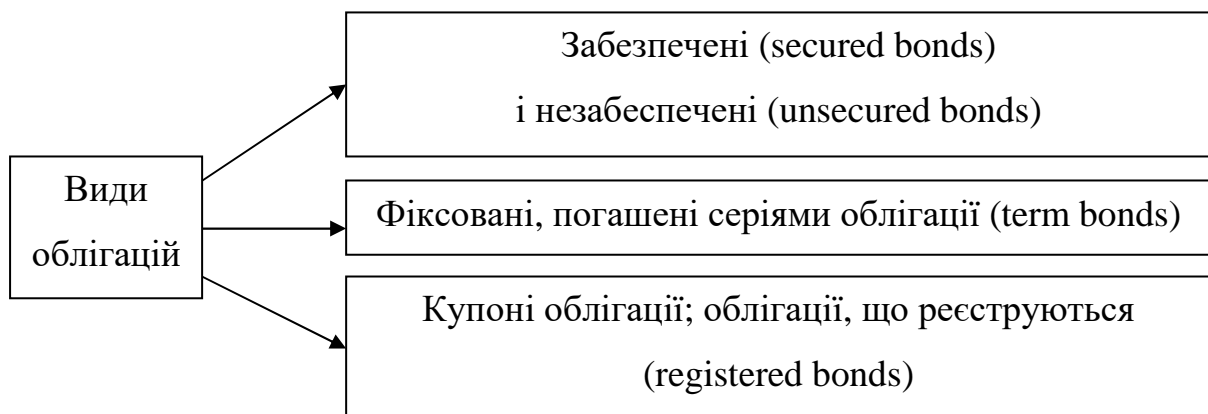 Види
облігацій
Забезпечені (secured bonds)
і незабеспечені (unsecured bonds)
Фіксовані, погашені серіями облігації (term bonds)
Купоні облігації; облігації, що реєструються
(registered bonds)